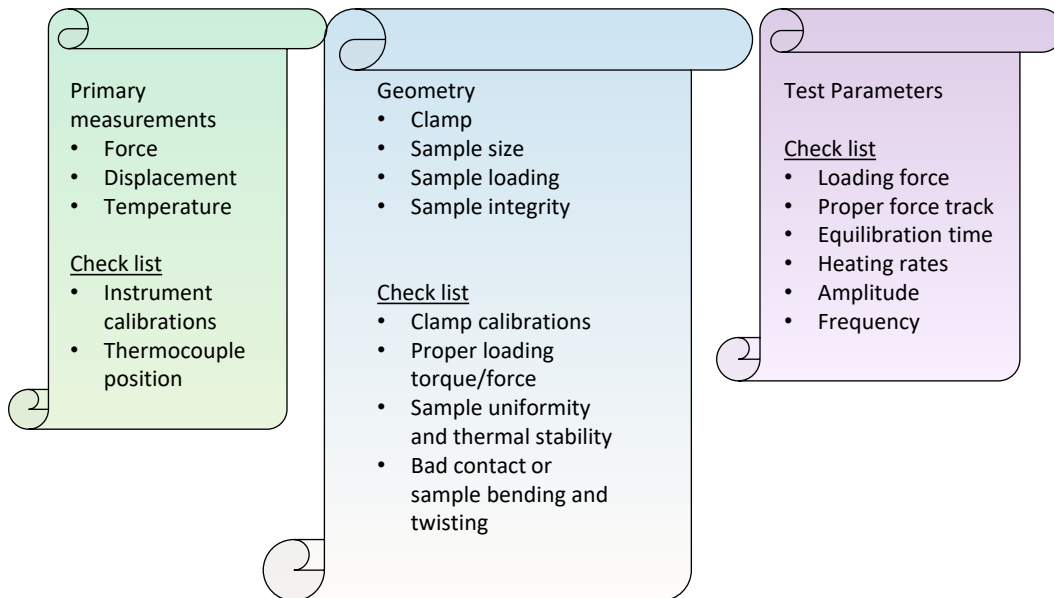 Primary
measurements
• Force
• Displacement
• Temperature
Check list
• Instrument
calibrations
• Thermocouple
position
Geometry
• Clamp
• Sample size
• Sample loading
• Sample integrity
Check list
• Clamp calibrations
• Proper loading
torque/force
• Sample uniformity
and thermal stability
• Bad contact or
sample bending and
twisting
Test Parameters
Check list
• Loading force
• Proper force track
• Equilibration time
• Heating rates
• Amplitude
• Frequency